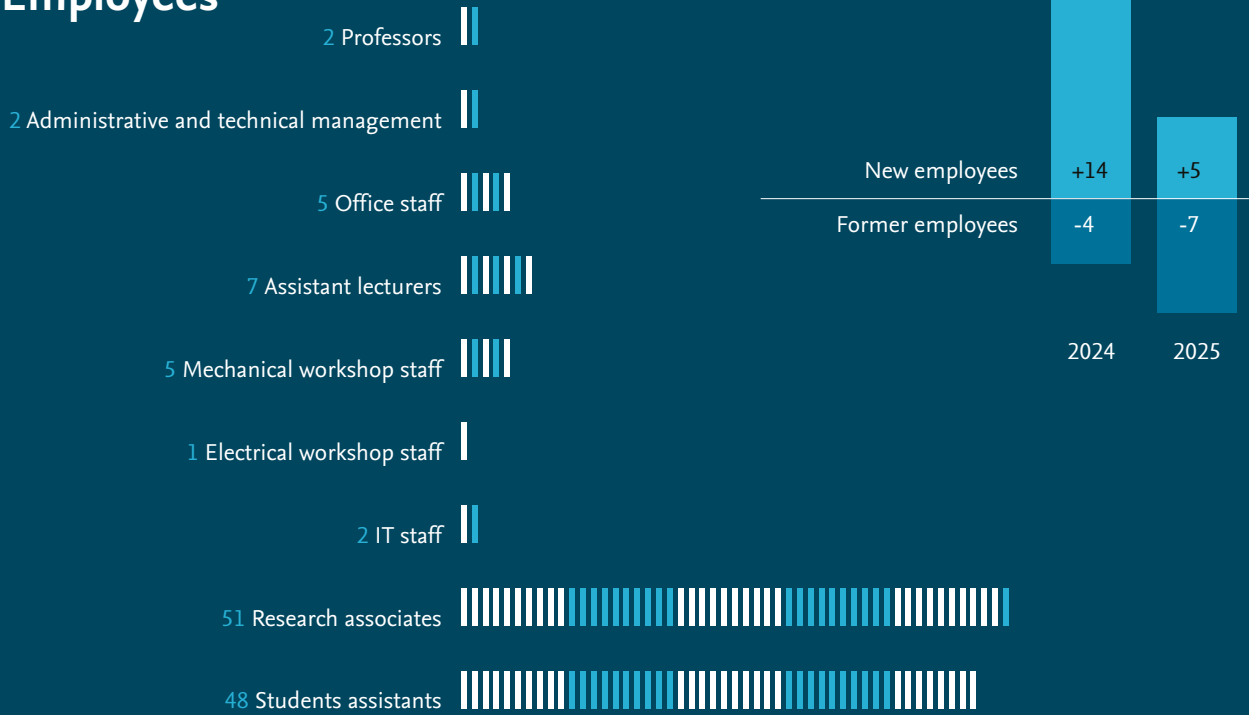 Employees
2 Professors
2 Administrative and technical management
5 Office staff
7 Assistant lecturers
5 Mechanical workshop staff
1 Electrical workshop staff
2 IT staff
51 Research associates
48 Students assistants
New employees +14 +5
Former employees -4 -7
2024 2025